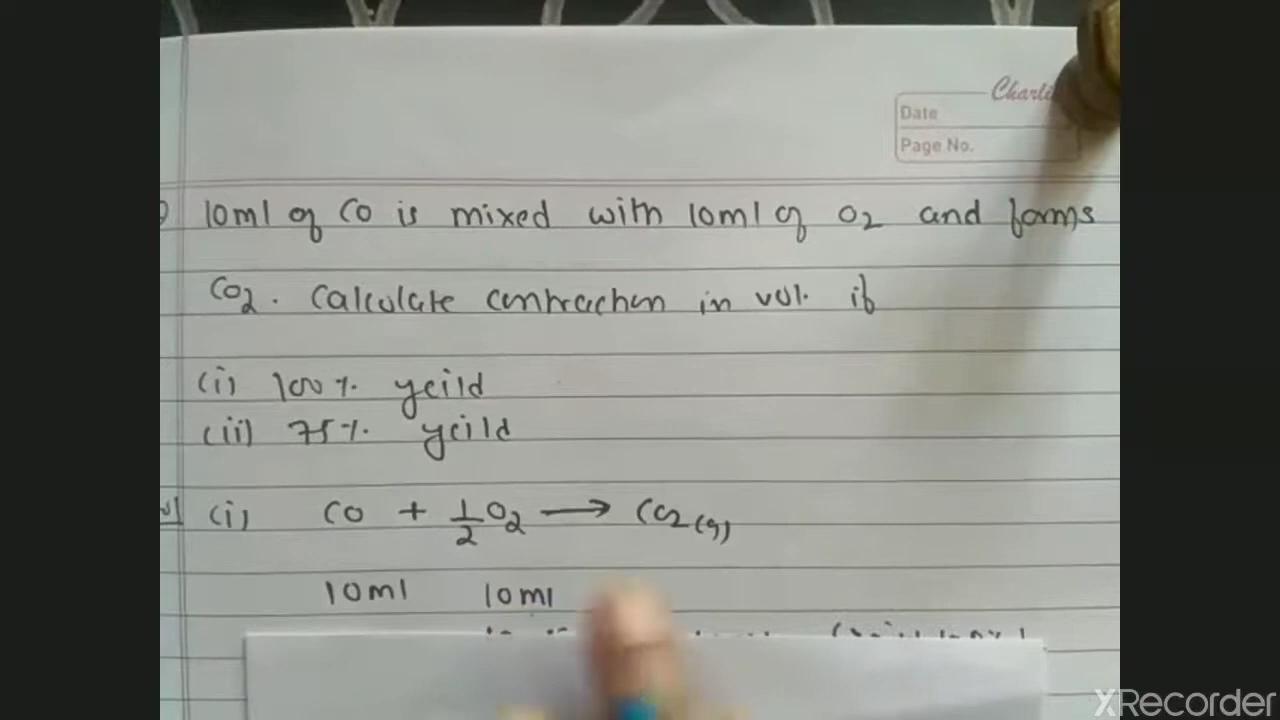 Charli
Date
Page No.
10ml of CO is mixed with 10ml of O2 and forms
CO2. Calculate contraction in vol. if
(i) 100%. yeild
(ii) 75%. yeild
(i) CO + 1/2 O2 → CO2(g)
10ml 10ml
XRecorder